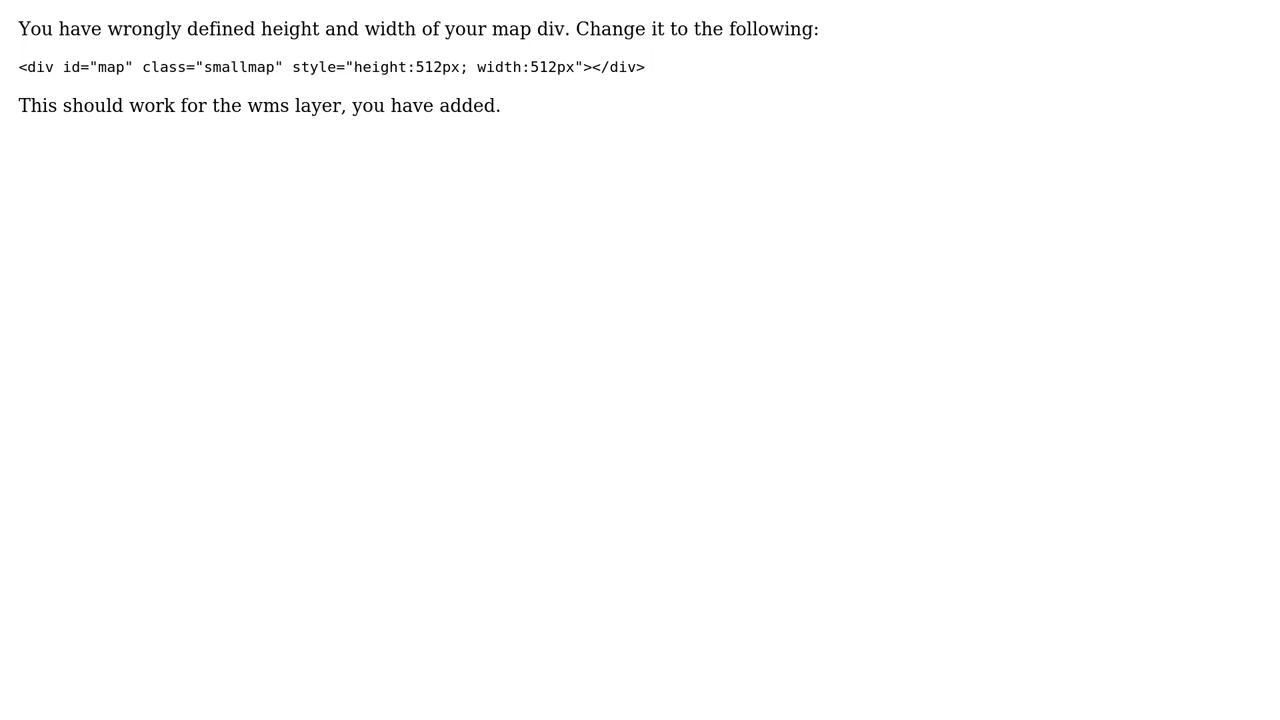 You have wrongly defined height and width of your map div. Change it to the following:
<div id="map" class="smallmap" style="height:512px; width:512px"></div>
This should work for the wms layer, you have added.